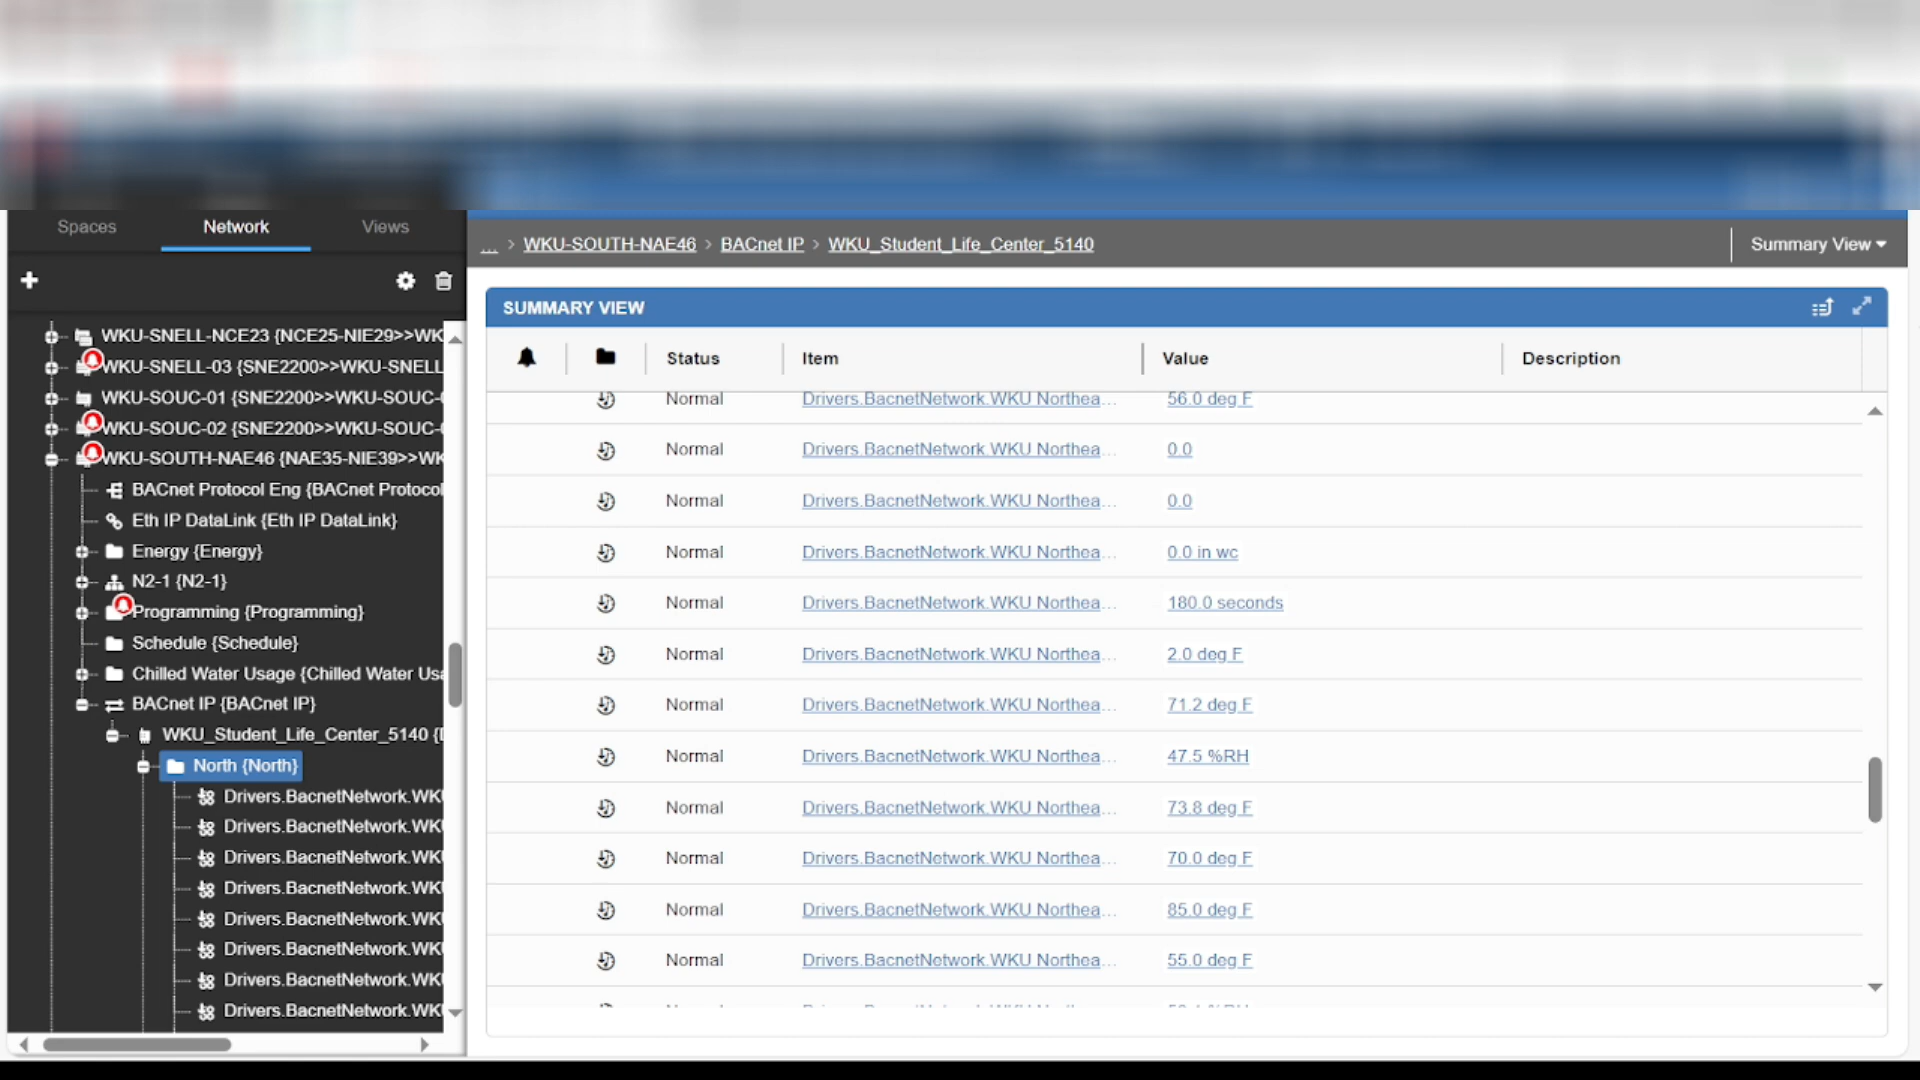 Spaces Network Views
... > WKU-SOUTH-NAE46 > BACnet IP > WKU_Student_Life_Center_5140
Summary View
WKU-SNELL-NCE23 {NCE25-NIE29>>WK
WKU-SNELL-03 {SNE2200>>WKU-SNELL
WKU-SOUC-01 {SNE2200>>WKU-SOUC-
WKU-SOUC-02 {SNE2200>>WKU-SOUC-
WKU-SOUTH-NAE46 {NAE35-NIE39>>WK
BACnet Protocol Eng {BACnet Protocol
Eth IP DataLink {Eth IP DataLink}
Energy {Energy}
N2-1 {N2-1}
Programming {Programming}
Schedule {Schedule}
Chilled Water Usage {Chilled Water Usa
BACnet IP {BACnet IP}
WKU_Student_Life_Center_5140 {
North {North}
Drivers.BacnetNetwork.WK
Drivers.BacnetNetwork.WK
Drivers.BacnetNetwork.WK
Drivers.BacnetNetwork.WK
Drivers.BacnetNetwork.WK
Drivers.BacnetNetwork.WK
Drivers.BacnetNetwork.WK
Drivers.BacnetNetwork.WK
SUMMARY VIEW
Status Item Value Description
Normal Drivers.BacnetNetwork.WKU Northea... 56.0 deg F
Normal Drivers.BacnetNetwork.WKU Northea... 0.0
Normal Drivers.BacnetNetwork.WKU Northea... 0.0
Normal Drivers.BacnetNetwork.WKU Northea... 0.0 in wc
Normal Drivers.BacnetNetwork.WKU Northea... 180.0 seconds
Normal Drivers.BacnetNetwork.WKU Northea... 2.0 deg F
Normal Drivers.BacnetNetwork.WKU Northea... 71.2 deg F
Normal Drivers.BacnetNetwork.WKU Northea... 47.5 %RH
Normal Drivers.BacnetNetwork.WKU Northea... 73.8 deg F
Normal Drivers.BacnetNetwork.WKU Northea... 70.0 deg F
Normal Drivers.BacnetNetwork.WKU Northea... 85.0 deg F
Normal Drivers.BacnetNetwork.WKU Northea... 55.0 deg F